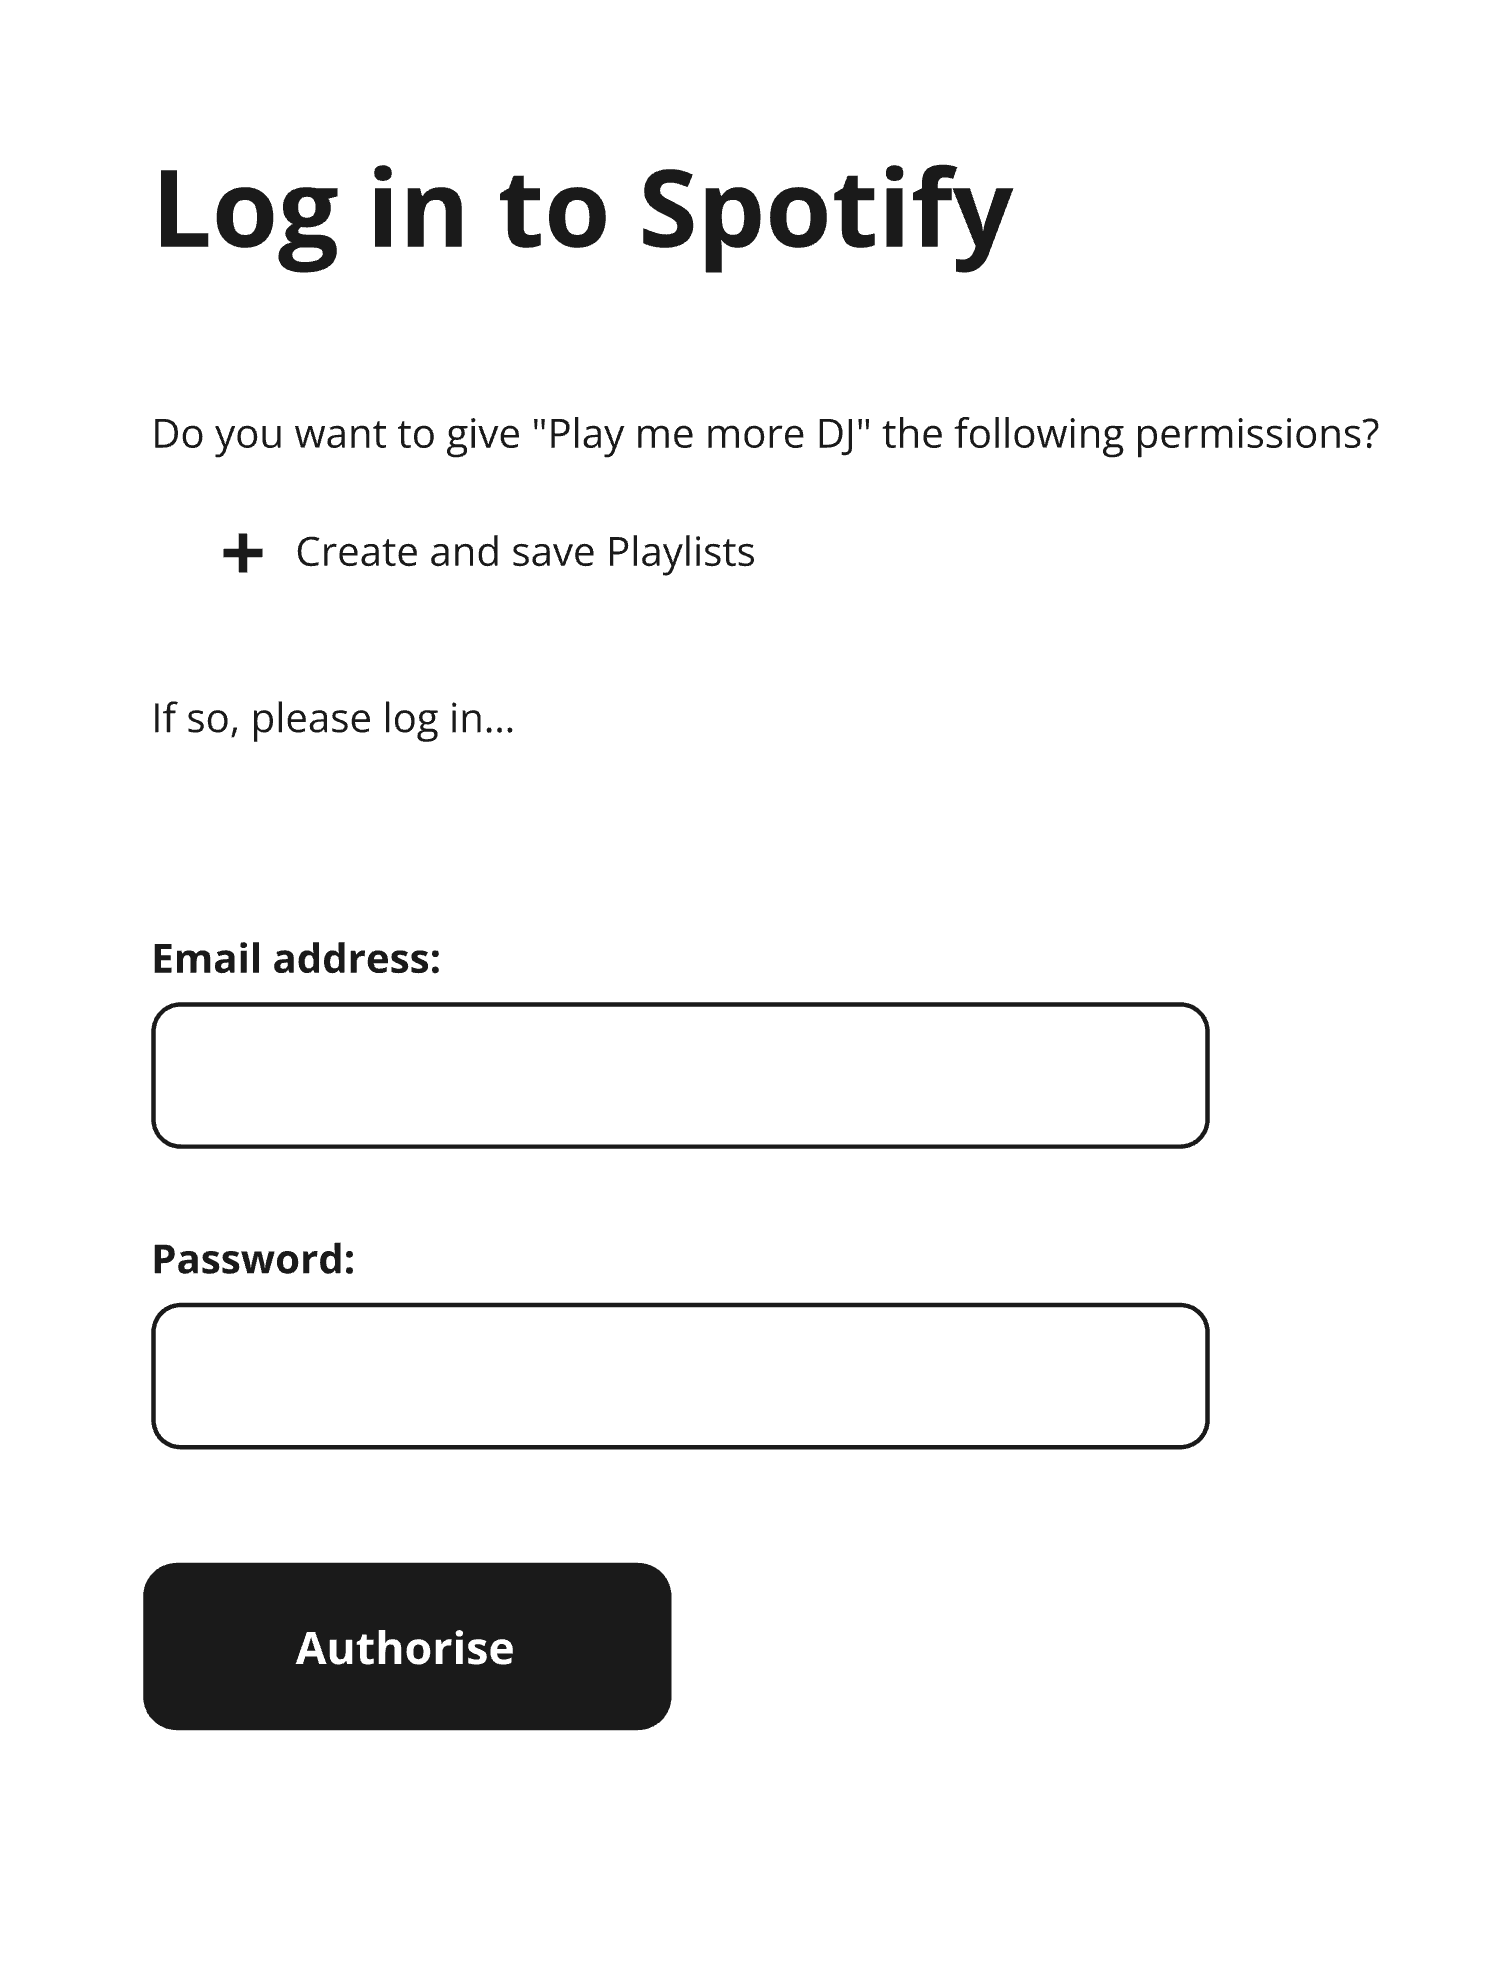 Log in to Spotify
Do you want to give "Play me more DJ" the following permissions?
Create and save Playlists
If so, please log in...
Email address:
Password:
Authorise